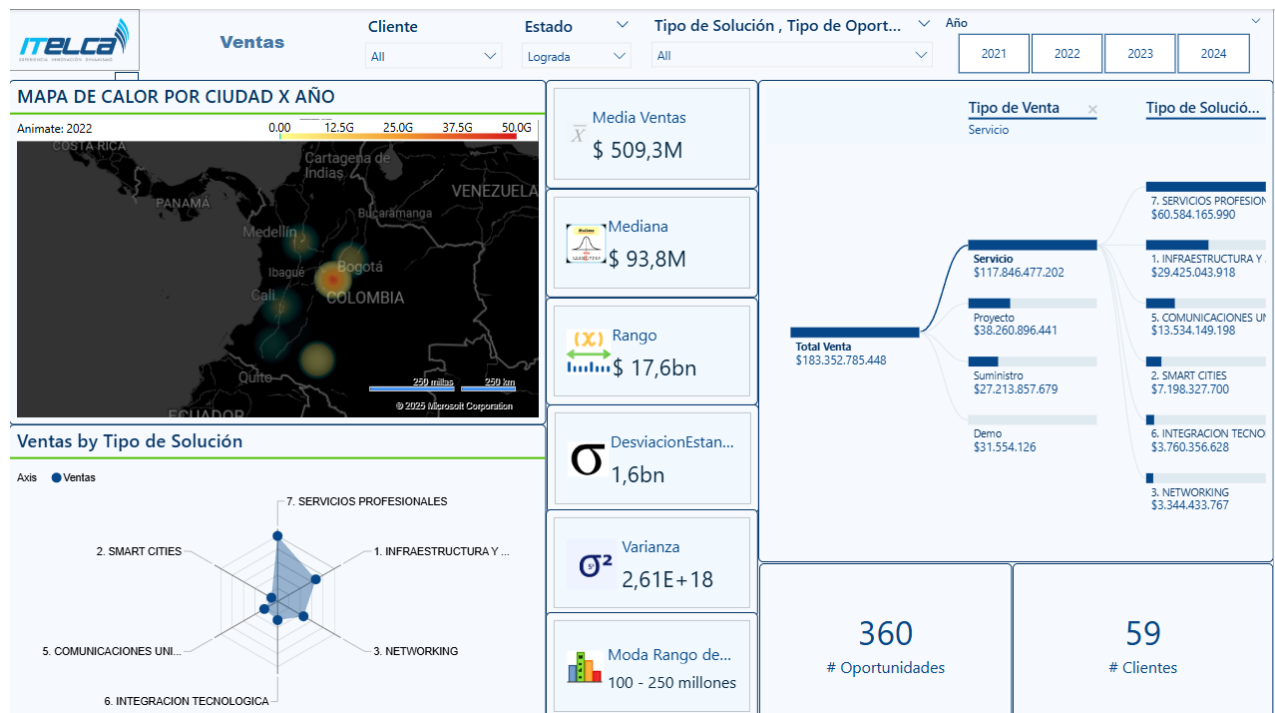 ITELCA
Ventas
Cliente
All
Estado
Lograda
Tipo de Solución , Tipo de Oport...
All
Año
2021
2022
2023
2024
MAPA DE CALOR POR CIUDAD X AÑO
Animate: 2022
0.00 12.5G 25.00G 37.5G 50.0G
COSTA RICA
PANAMÁ
Cartagena de
Indias
VENEZUELA
Bucaramanga
Medellín
Ibagué
Bogotá
Cali
COLOMBIA
Quito
ECUADOR
250 millas 250 km
© 2025 Microsoft Corporation
Ventas by Tipo de Solución
Axis Ventas
7. SERVICIOS PROFESIONALES
2. SMART CITIES
1. INFRAESTRUCTURA Y ...
5. COMUNICACIONES UNI...
3. NETWORKING
6. INTEGRACION TECNOLOGICA
Media Ventas
$ 509,3M
Mediana
$ 93,8M
Rango
$ 17,6bn
DesviacionEstan...
1,6bn
Varianza
2,61E+18
Moda Rango de...
100 - 250 millones
Tipo de Venta
Servicio
Tipo de Solució...
Total Venta
$183.352.785.448
Servicio
$117.846.477.202
Proyecto
$38.260.896.441
Suministro
$27.213.857.679
Demo
$31.554.126
7. SERVICIOS PROFESION
$60.584.165.990
1. INFRAESTRUCTURA Y
$29.425.043.918
5. COMUNICACIONES UN
$13.534.149.198
2. SMART CITIES
$7.198.327.700
6. INTEGRACION TECNO
$3.760.356.628
3. NETWORKING
$3.344.433.767
360
# Oportunidades
59
# Clientes